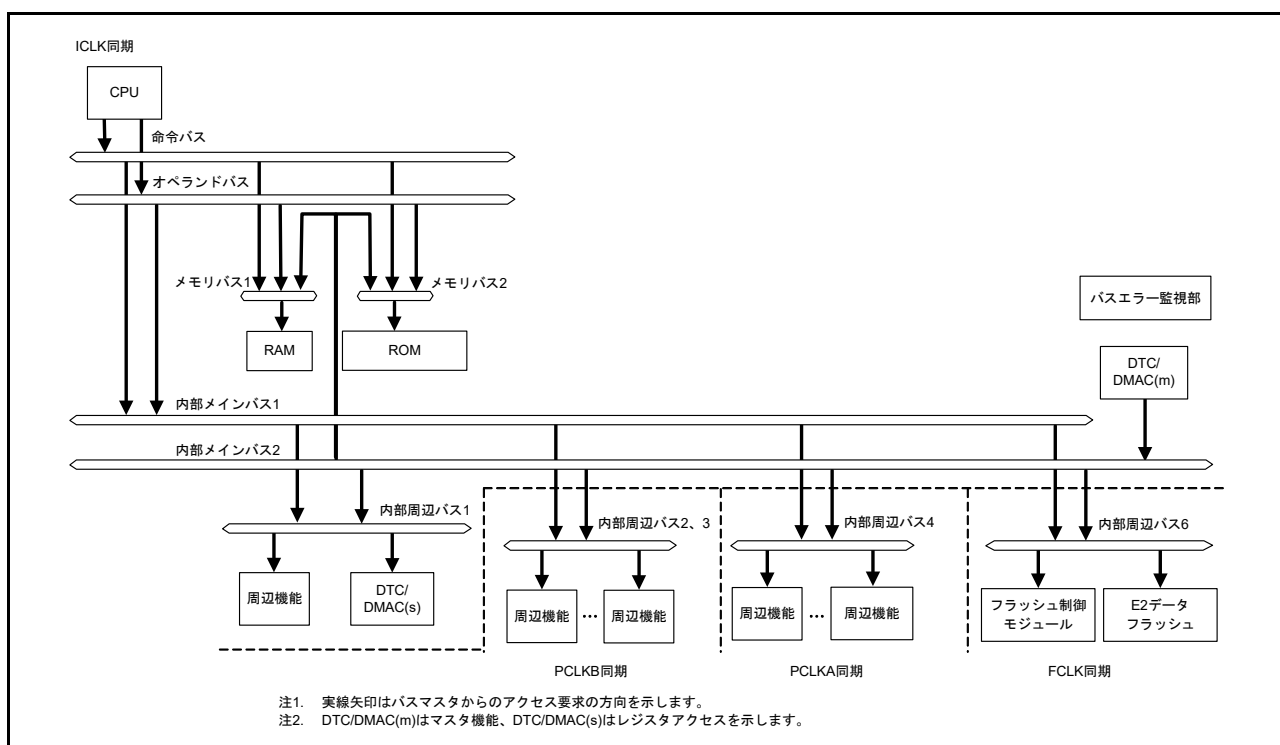 ICLK同期
CPU
命令バス
オペランドバス
メモリバス1
メモリバス2
バスエラー監視部
RAM
ROM
DTC/
DMAC(m)
内部メインバス1
内部メインバス2
内部周辺バス1
内部周辺バス2、3
内部周辺バス4
内部周辺バス6
周辺機能
DTC/
DMAC(s)
周辺機能
…
周辺機能
周辺機能
…
周辺機能
フラッシュ制御
モジュール
E2データ
フラッシュ
PCLKB同期
PCLKA同期
FCLK同期
注1. 実線矢印はバスマスタからのアクセス要求の方向を示します。
注2. DTC/DMAC(m)はマスタ機能、DTC/DMAC(s)はレジスタアクセスを示します。